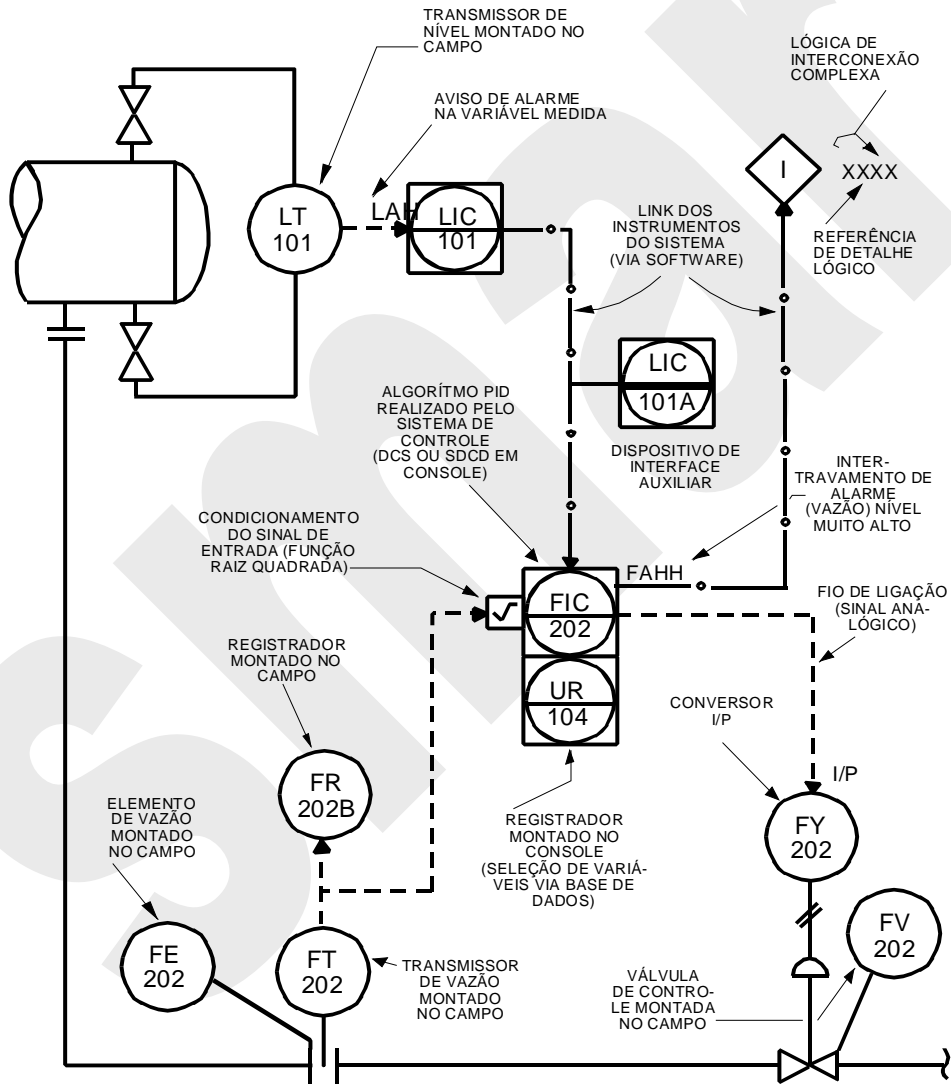 TRANSMISSOR DE
NÍVEL MONTADO NO
CAMPO
LÓGICA DE
INTERCONEXÃO
COMPLEXA
AVISO DE ALARME
NA VARIÁVEL MEDIDA
I
XXXX
LT
101
LAH
LIC
101
LINK DOS
INSTRUMENTOS
DO SISTEMA
(VIA SOFTWARE)
REFERÊNCIA
DE DETALHE
LÓGICO
LIC
101A
ALGORÍTMO PID
REALIZADO PELO
SISTEMA DE
CONTROLE
(DCS OU SDCD EM
CONSOLE)
DISPOSITIVO DE
INTERFACE
AUXILIAR
INTER-
TRAVAMENTO DE
ALARME
(VAZÃO) NÍVEL
MUITO ALTO
CONDICIONAMENTO
DO SINAL DE
ENTRADA (FUNÇÃO
RAIZ QUADRADA)
FAHH
√
FIC
202
FIO DE LIGAÇÃO
(SINAL ANÁ-
LÓGICO)
REGISTRADOR
MONTADO NO
CAMPO
UR
104
CONVERSOR
I/P
I/P
FR
202B
ELEMENTO
DE VAZÃO
MONTADO
NO CAMPO
REGISTRADOR
MONTADO NO
CONSOLE
(SELEÇÃO DE VARIÁ-
VEIS VIA BASE DE
DADOS)
FY
202
FE
202
FT
202
FV
202
TRANSMISSOR
DE VAZÃO
MONTADO
NO CAMPO
VÁLVULA
DE CONTRO-
LE MONTADA
NO CAMPO
smar